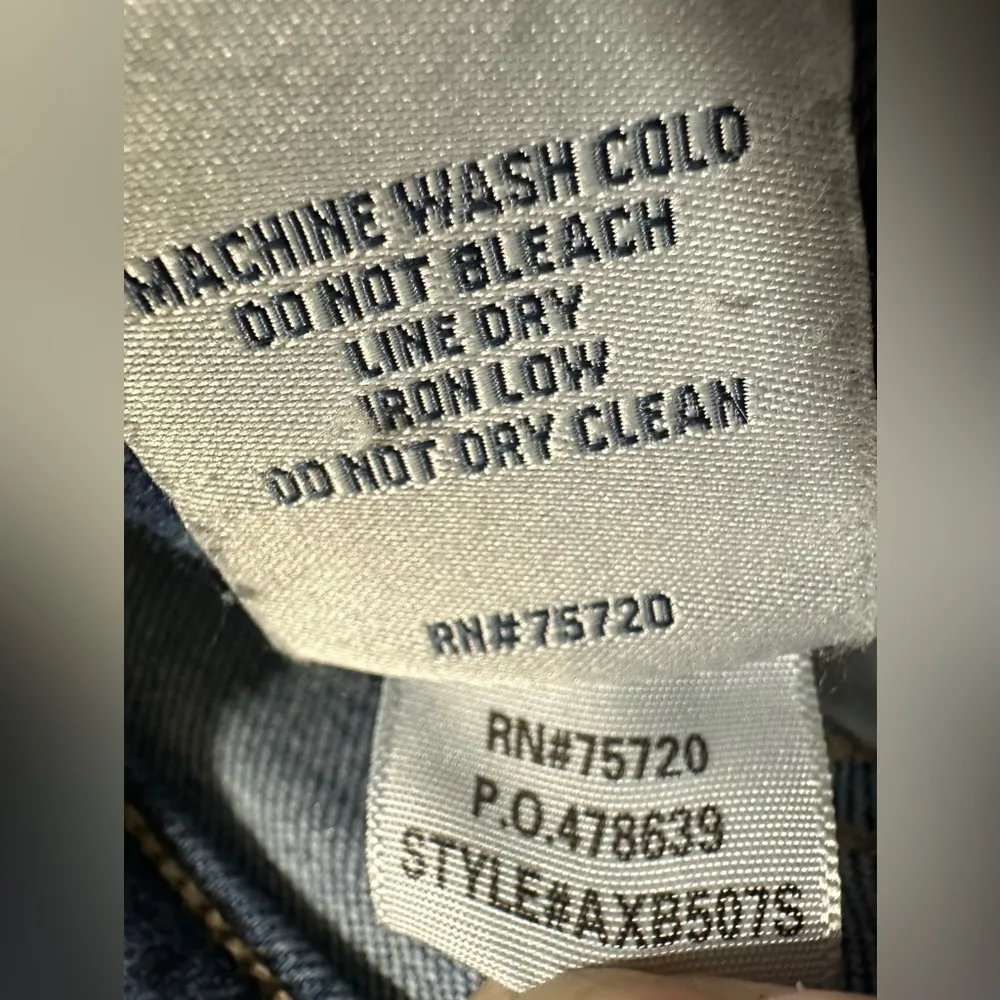 MACHINE WASH COLD
DO NOT BLEACH
LINE DRY
IRON LOW
DO NOT DRY CLEAN
RN#75720
RN#75720
P.O.478639
STYLE#AXB507S